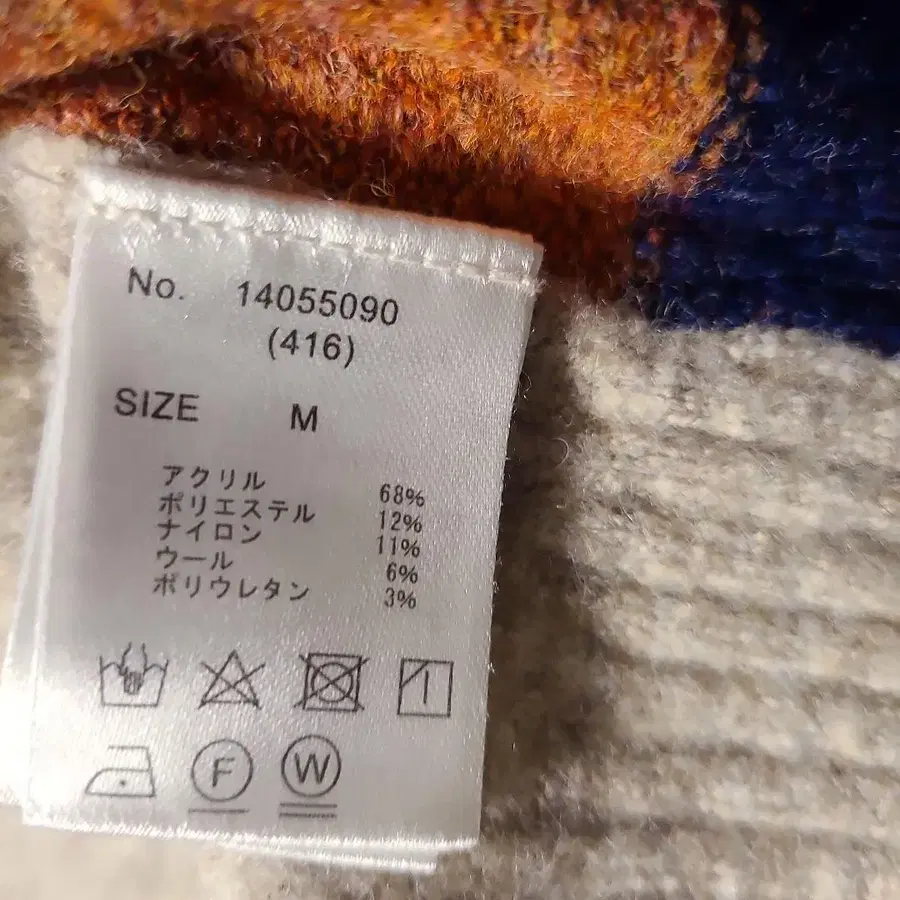 No. 14055090
(416)
SIZE M
アクリル 68%
ポリエステル 12%
ナイロン 11%
ウール 6%
ポリウレタン 3%
F W